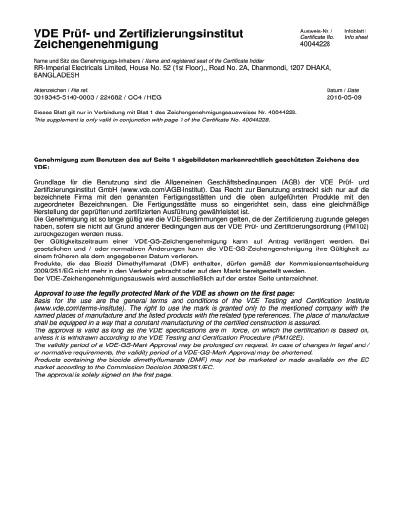 VDE Prüf- und Zertifizierungsinstitut
Zeichengenehmigung
Ausweis-Nr. /
Certificate No.
40044228
Infoblatt/
Info sheet
Name und Sitz des Genehmigungs-Inhabers / Name and registered seat of the Certificate holder
RR-Imperial Electricals Limited, House No. 52 (1st Floor),, Road No. 2A, Dhanmondi, 1207 DHAKA,
BANGLADESH
Aktenzeichen / File ref.
5019345-5140-0003 / 224682 / CC4 / HEG
Datum / Date
2016-05-09
Dieses Blatt gilt nur in Verbindung mit Blatt 1 des Zeichengenehmigungsausweises Nr. 40044228.
This supplement is only valid in conjunction with page 1 of the Certificate No. 40044228.
Genehmigung zum Benutzen des auf Seite 1 abgebildeten markenrechtlich geschützten Zeichens des
VDE:
Grundlage für die Benutzung sind die Allgemeinen Geschäftsbedingungen (AGB) der VDE Prüf- und
Zertifizierungsinstitut GmbH (www.vde.com/AGB-Institut). Das Recht zur Benutzung erstreckt sich nur auf die
bezeichnete Firma mit den genannten Fertigungsstätten und die oben aufgeführten Produkte mit den
zugeordneten Bezeichnungen. Die Fertigungsstätte muss so eingerichtet sein, dass eine gleichmäßige
Herstellung der geprüften und zertifizierten Ausführung gewährleistet ist.
Die Genehmigung ist so lange gültig wie die VDE-Bestimmungen gelten, die der Zertifizierung zugrunde gelegen
haben, sofern sie nicht auf Grund anderer Bedingungen aus der VDE Prüf- und Zertifizierungsordnung (PM102)
zurückgezogen werden muss.
Der Gültigkeitszeitraum einer VDE-GS-Zeichengenehmigung kann auf Antrag verlängert werden. Bei
gesetzlichen und / oder normativen Änderungen kann die VDE-GS-Zeichengenehmigung ihre Gültigkeit zu
einem früheren als dem angegebenen Datum verlieren.
Produkte, die das Biozid Dimethylfumarat (DMF) enthalten, dürfen gemäß der Kommissionsentscheidung
2009/251/EG nicht mehr in den Verkehr gebracht oder auf dem Markt bereitgestellt werden.
Der VDE-Zeichengenehmigungsausweis wird ausschließlich auf der ersten Seite unterzeichnet.
Approval to use the legally protected Mark of the VDE as shown on the first page:
Basis for the use are the general terms and conditions of the VDE Testing and Certification Institute
(www.vde.com/terms-institute). The right to use the mark is granted only to the mentioned company with the
named places of manufacture and the listed products with the related type references. The place of manufacture
shall be equipped in a way that a constant manufacturing of the certified construction is assured.
The approval is valid as long as the VDE specifications are in force, on which the certification is based on,
unless it is withdrawn according to the VDE Testing and Certification Procedure (PM102E).
The validity period of a VDE-GS-Mark Approval may be prolonged on request. In case of changes in legal and /
or normative requirements, the validity period of a VDE-GS-Mark Approval may be shortened.
Products containing the biocide dimethylfumarate (DMF) may not be marketed or made available on the EC
market according to the Commission Decision 2009/251/EC.
The approval is solely signed on the first page.